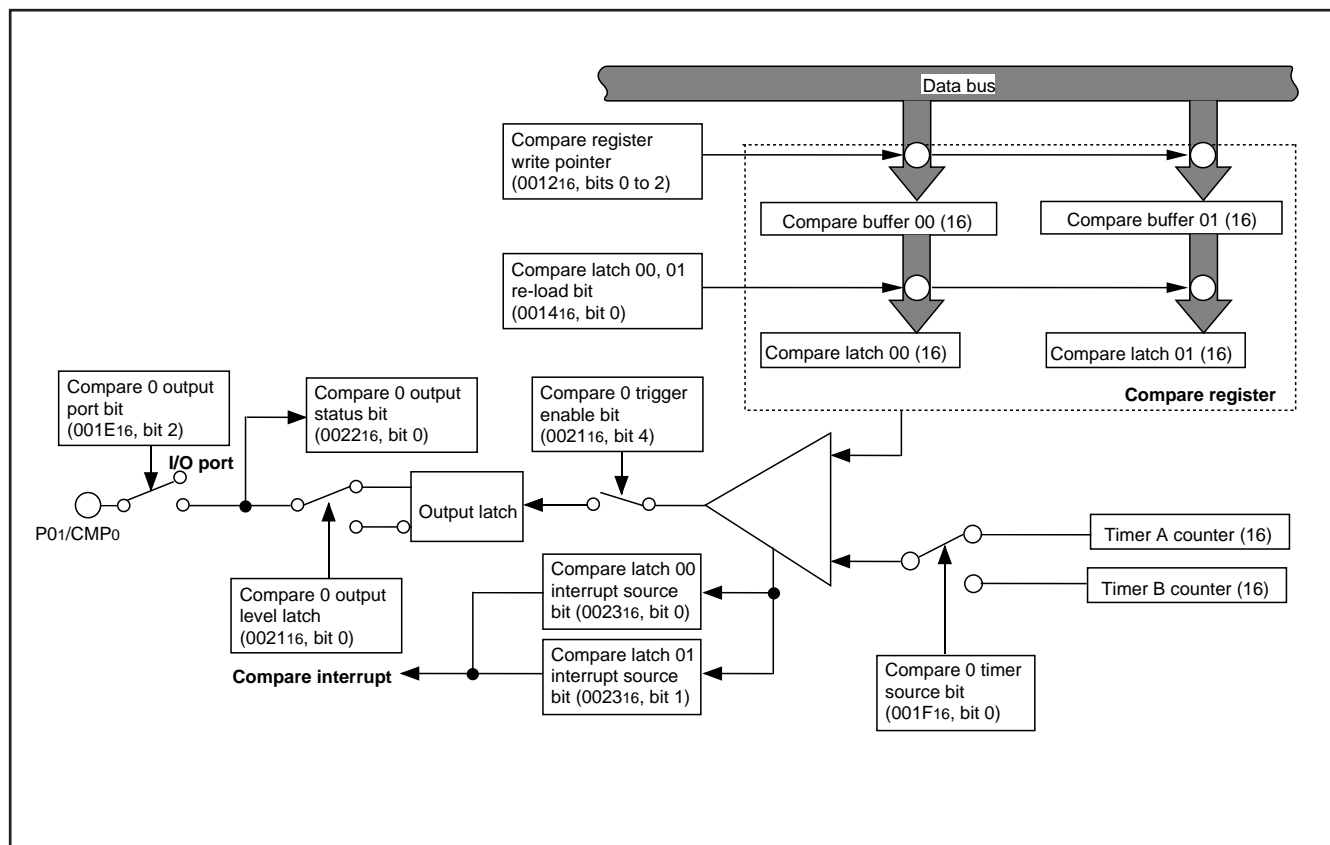 Data bus
Compare register
write pointer
(001216, bits 0 to 2)
Compare buffer 00 (16)
Compare buffer 01 (16)
Compare latch 00, 01
re-load bit
(001416, bit 0)
Compare latch 00 (16)
Compare latch 01 (16)
Compare register
Compare 0 output
port bit
(001E16, bit 2)
Compare 0 output
status bit
(002216, bit 0)
Compare 0 trigger
enable bit
(002116, bit 4)
I/O port
P01/CMP0
Output latch
Timer A counter (16)
Timer B counter (16)
Compare 0 output
level latch
(002116, bit 0)
Compare latch 00
interrupt source
bit (002316, bit 0)
Compare latch 01
interrupt source
bit (002316, bit 1)
Compare interrupt
Compare 0 timer
source bit
(001F16, bit 0)